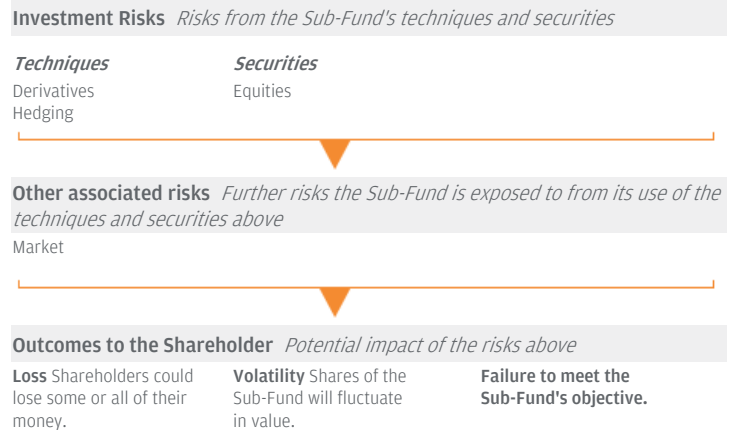 Investment Risks Risks from the Sub-Fund's techniques and securities
Techniques Securities
Derivatives Equities
Hedging
Other associated risks Further risks the Sub-Fund is exposed to from its use of the
techniques and securities above
Market
Outcomes to the Shareholder Potential impact of the risks above
Loss Shareholders could
lose some or all of their
money.
Volatility Shares of the
Sub-Fund will fluctuate
in value.
Failure to meet the
Sub-Fund's objective.